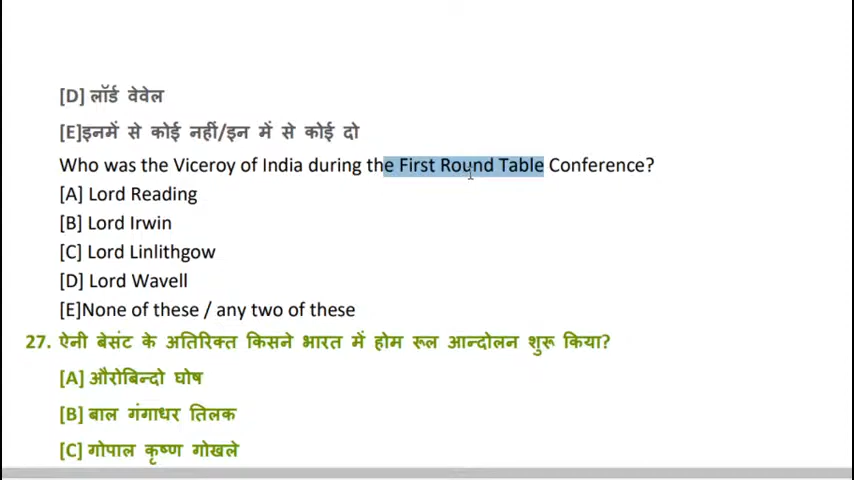 [D] लॉर्ड वेवेल
[E]इनमें से कोई नहीं/इन में से कोई दो
Who was the Viceroy of India during the First Round Table Conference?
[A] Lord Reading
[B] Lord Irwin
[C] Lord Linlithgow
[D] Lord Wavell
[E]None of these / any two of these
27. ऐनी बेसंट के अतिरिक्त किसने भारत में होम रूल आन्दोलन शुरू किया?
[A] औरोबिन्दो घोष
[B] बाल गंगाधर तिलक
[C] गोपाल कृष्ण गोखले